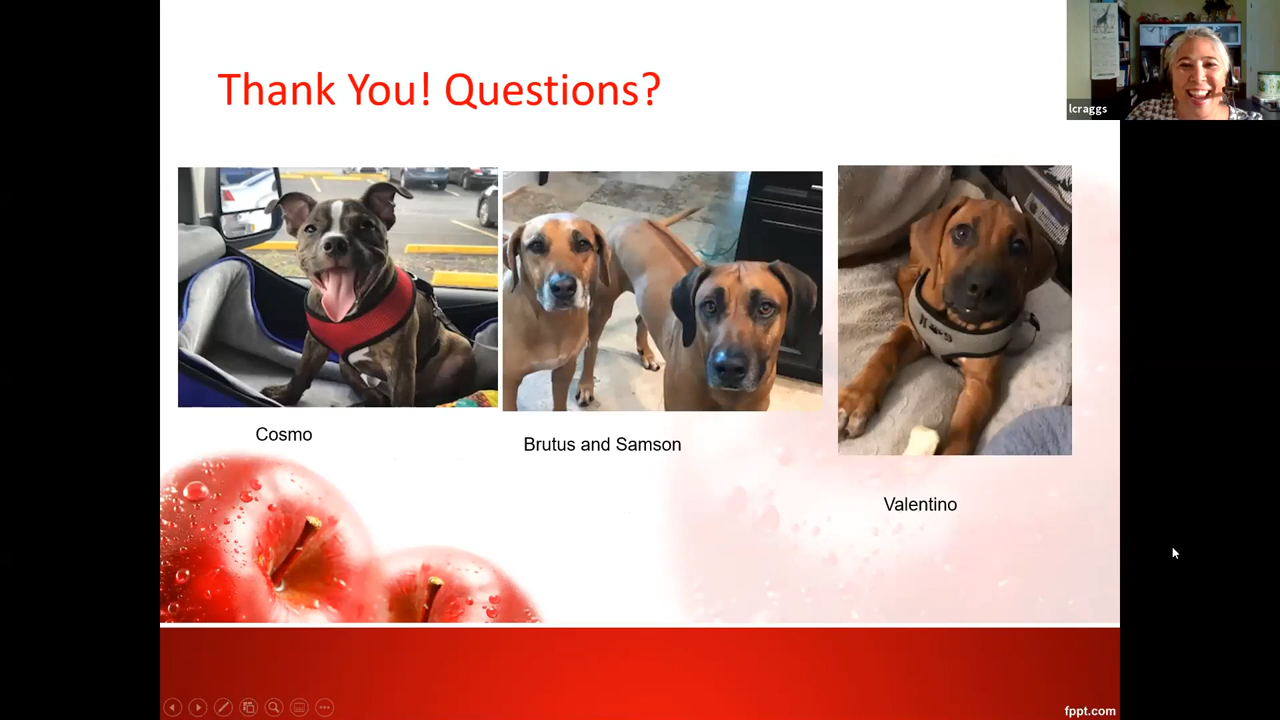 Thank You! Questions?
lcraggs
Cosmo
Brutus and Samson
Valentino
fppt.com